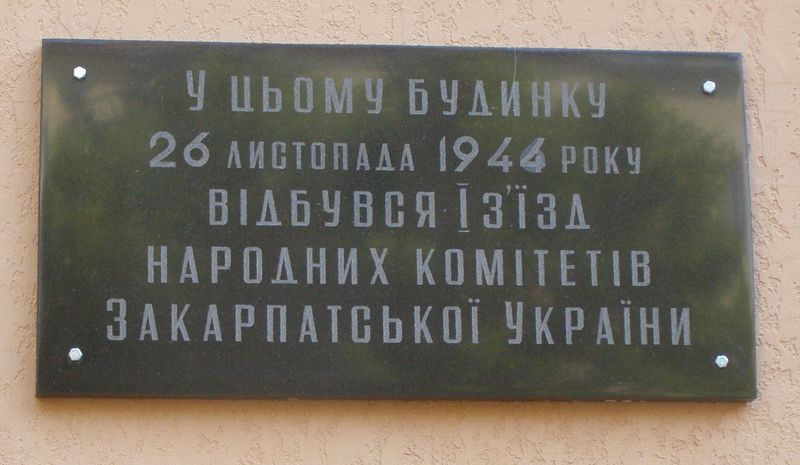 У ЦЬОМУ БУДИНКУ
26 ЛИСТОПАДА 1944 РОКУ
ВІДБУВСЯ І З'ЇЗД
НАРОДНИХ КОМІТЕТІВ
ЗАКАРПАТСЬКОЇ УКРАЇНИ